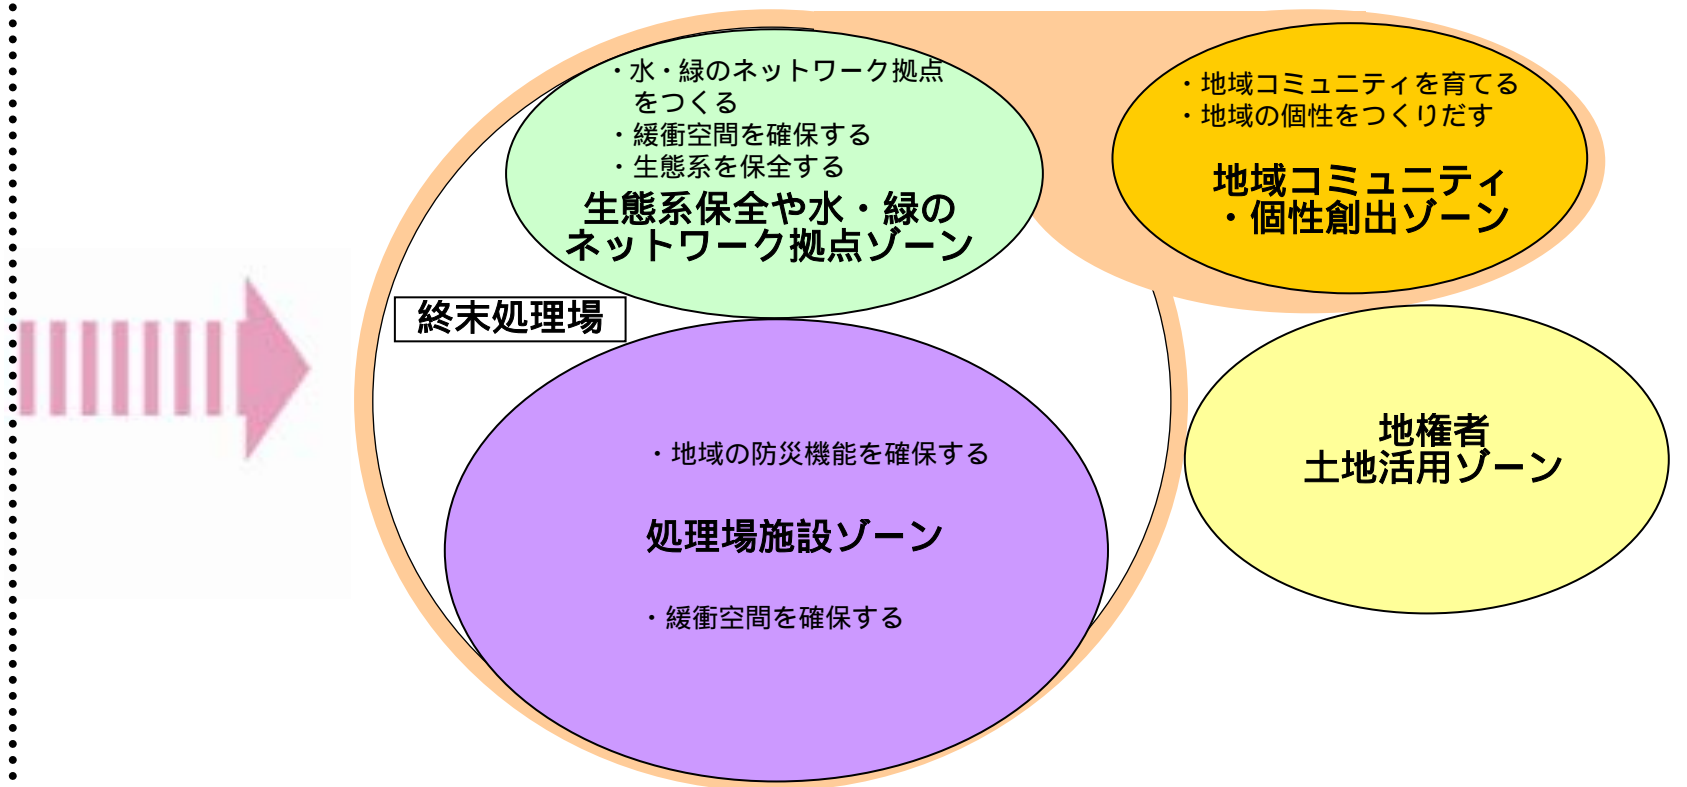 ・水・緑のネットワーク拠点
をつくる
・緩衝空間を確保する
・生態系を保全する
生態系保全や水・緑の
ネットワーク拠点ゾーン
・地域コミュニティを育てる
・地域の個性をつくりだす
地域コミュニティ
・個性創出ゾーン
終末処理場
・地域の防災機能を確保する
処理場施設ゾーン
・緩衝空間を確保する
地権者
土地活用ゾーン